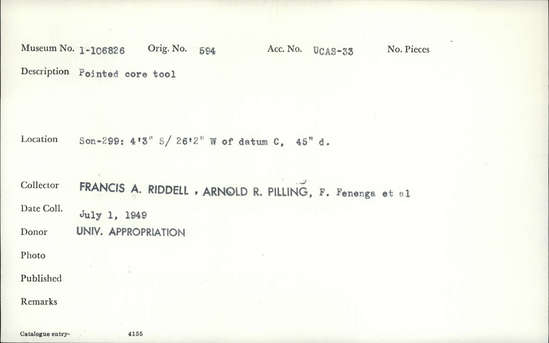 Museum No. 1-106826 Orig. No. 594 Acc. No. UCAS-33 No. Pieces
Description Pointed core tool
Location Son-299: 4'3" S/ 26'2" W of datum C, 45" d.
Collector FRANCIS A. RIDDELL, ARNOLD R. PILLING, F. Fenenga et al
Date Coll. July 1, 1949
Donor UNIV. APPROPRIATION
Photo
Published
Remarks
Catalogue entry- 4155